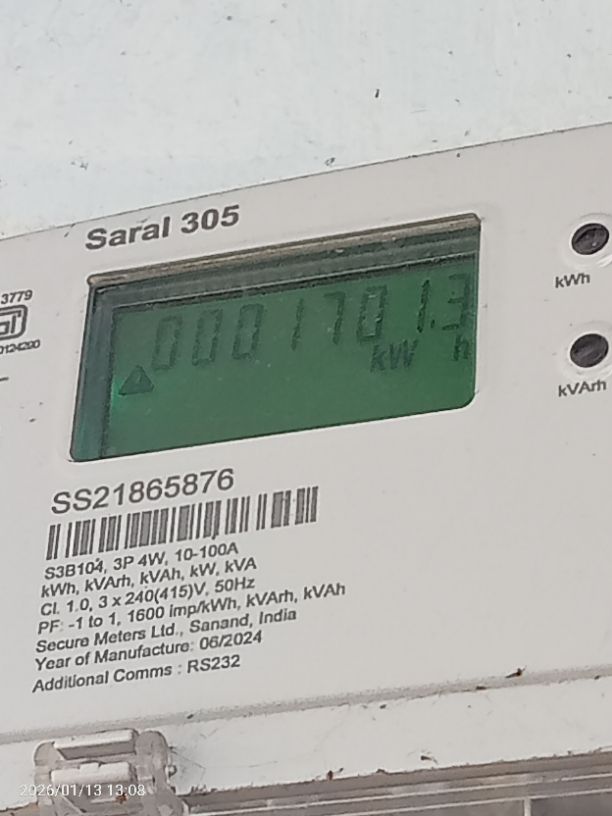 Saral 305
3779
kWh
00017013
kW h
kVArh
SS21865876
S3B104, 3P 4W, 10-100A
kWh, kVArh, kVAh, kW, kVA
Cl. 1.0, 3 x 240(415)V, 50Hz
PF: -1 to 1, 1600 imp/kWh, kVArh, kVAh
Secure Meters Ltd., Sanand, India
Year of Manufacture: 06/2024
Additional Comms : RS232
2026/01/13 13:08